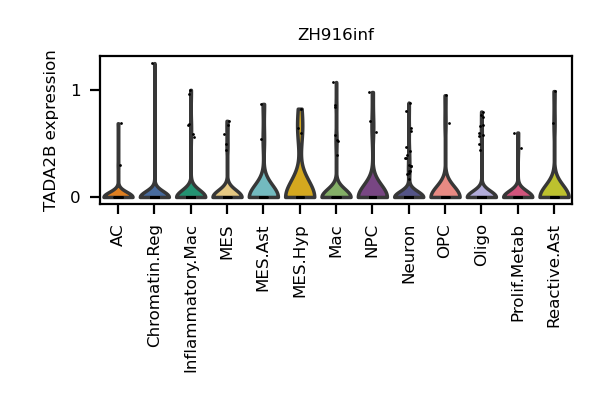 ZH916inf
TADA2B expression
1
0
AC
Chromatin.Reg
Inflammatory.Mac
MES
MES.Ast
MES.Hyp
Mac
NPC
Neuron
OPC
Oligo
Prolif.Metab
Reactive.Ast